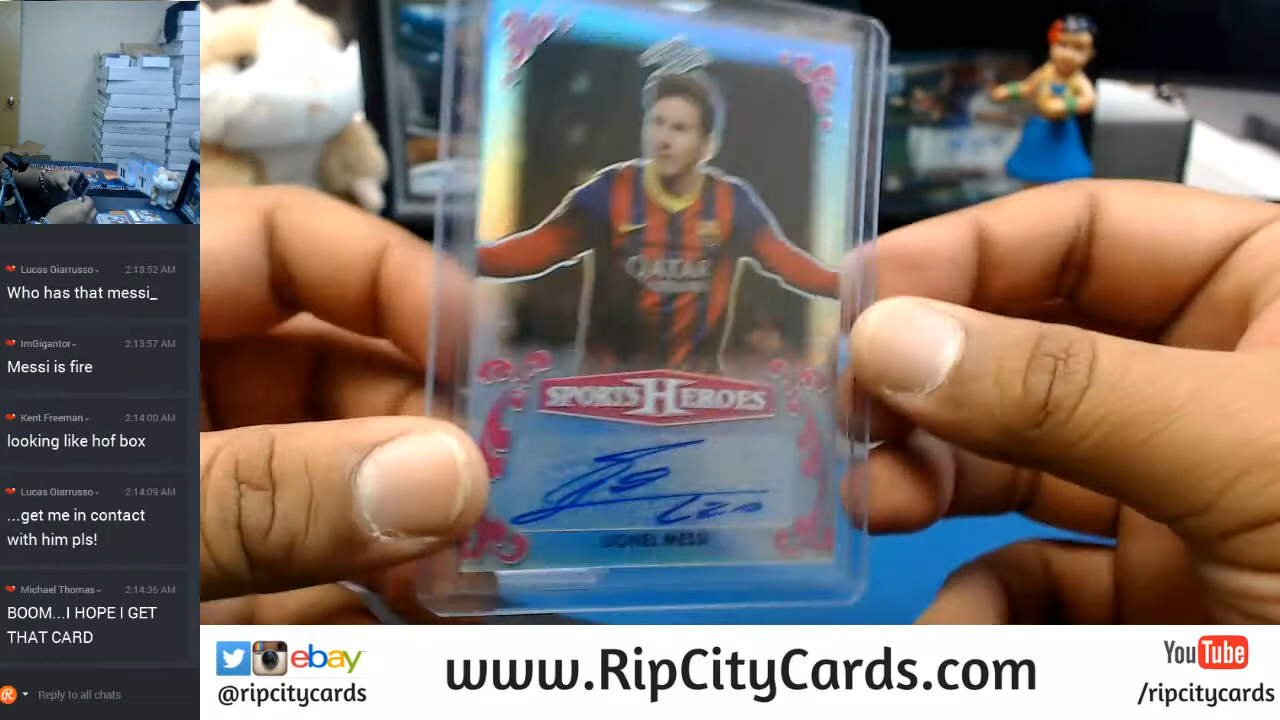 Lucas Giarrusso 2:13:52 AM
Who has that messi_
ImGigantor 2:13:57 AM
Messi is fire
Kent Freeman 2:14:00 AM
looking like hof box
Lucas Giarrusso 2:14:09 AM
...get me in contact
with him pls!
Michael Thomas 2:14:36 AM
BOOM...I HOPE I GET
THAT CARD
R Reply to all chats
QATAR
SPORTS HEROES
LIONEL MESSI
ebay
@ripcitycards
www.RipCityCards.com
YouTube
/ripcitycards